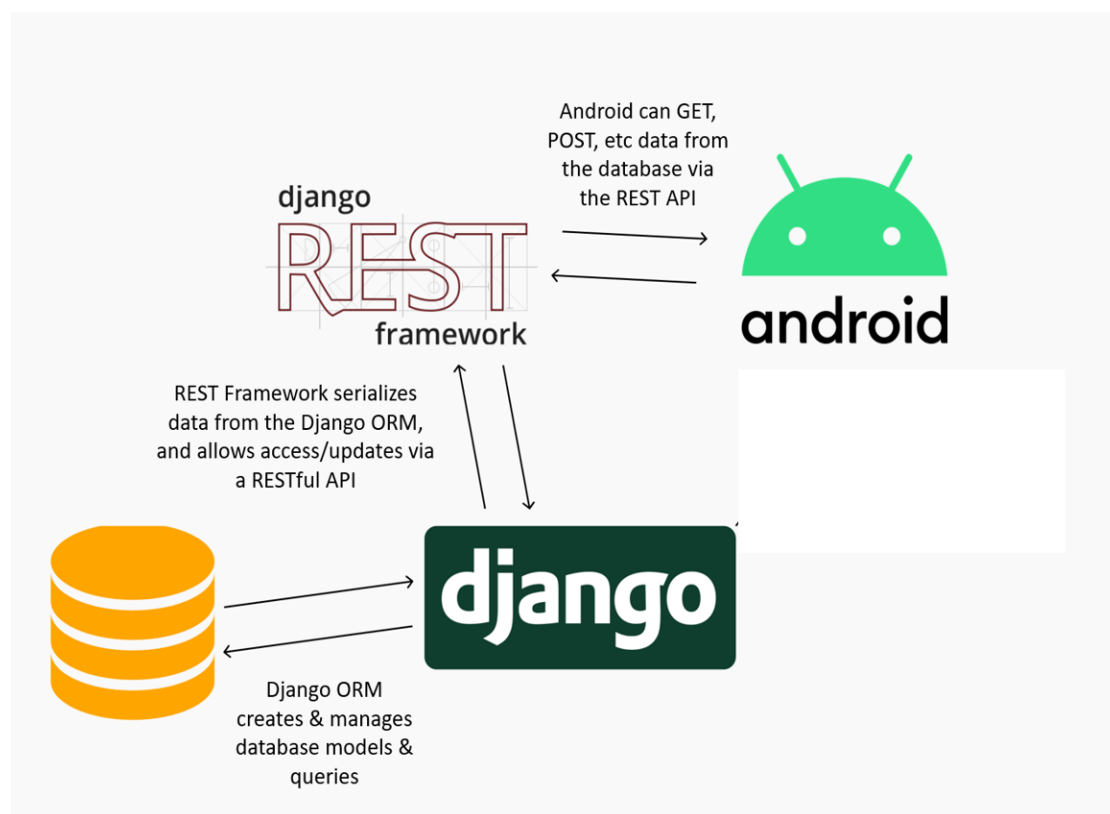 Android can GET,
POST, etc data from
the database via
the REST API
django
REST
framework
android
REST Framework serializes
data from the Django ORM,
and allows access/updates via
a RESTful API
django
Django ORM
creates & manages
database models &
queries